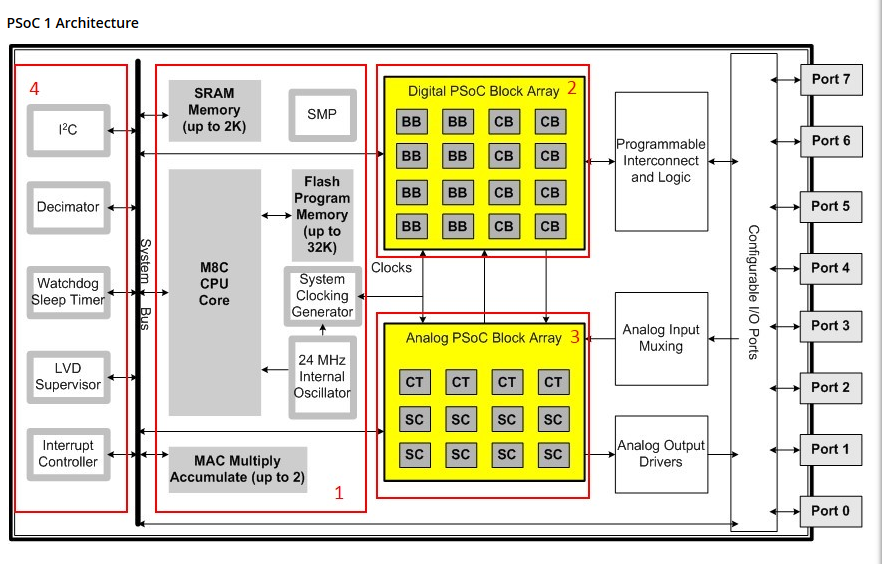 PSoC 1 Architecture
4
I²C
Decimator
Watchdog
Sleep Timer
LVD
Supervisor
Interrupt
Controller
System Bus
SRAM
Memory
(up to 2K)
SMP
Flash
Program
Memory
(up to
32K)
M8C
CPU
Core
System
Clocking
Generator
24 MHz
Internal
Oscillator
MAC Multiply
Accumulate (up to 2)
1
Clocks
Digital PSoC Block Array
2
BB BB CB CB
BB BB CB CB
BB BB CB CB
BB BB CB CB
Analog PSoC Block Array
3
CT CT CT CT
SC SC SC SC
SC SC SC SC
Programmable
Interconnect
and Logic
Analog Input
Muxing
Analog Output
Drivers
Configurable I/O Ports
Port 7
Port 6
Port 5
Port 4
Port 3
Port 2
Port 1
Port 0